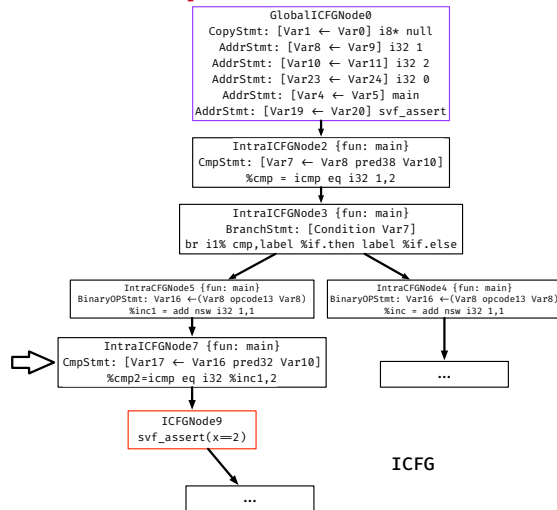 GlobalICFGNode0
CopyStmt: [Var1 ← Var0] i8* null
AddrStmt: [Var8 ← Var9] i32 1
AddrStmt: [Var10 ← Var11] i32 2
AddrStmt: [Var23 ← Var24] i32 0
AddrStmt: [Var4 ← Var5] main
AddrStmt: [Var19 ← Var20] svf_assert
IntraICFGNode2 {fun: main}
CmpStmt: [Var7 ← Var8 pred38 Var10]
%cmp = icmp eq i32 1,2
IntraICFGNode3 {fun: main}
BranchStmt: [Condition Var7]
br i1% cmp,label %if.then label %if.else
IntraCFGNode5 {fun: main}
BinaryOPStmt: Var16 ←(Var8 opcode13 Var8)
%inc1 = add nsw i32 1,1
IntraICFGNode4 {fun: main}
BinaryOPStmt: Var16 ←(Var8 opcode13 Var8)
%inc = add nsw i32 1,1
IntraICFGNode7 {fun: main}
CmpStmt: [Var17 ← Var16 pred32 Var10]
%cmp2=icmp eq i32 %inc1,2
...
ICFGNode9
svf_assert(x==2)
ICFG
...